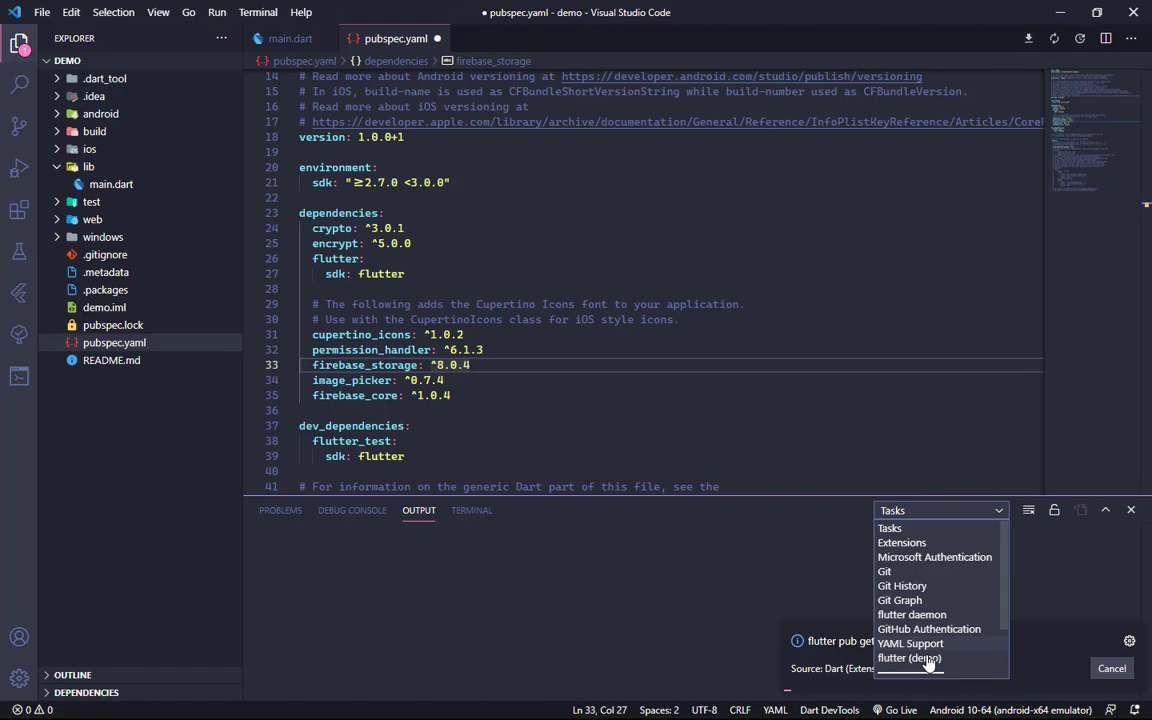 File Edit Selection View Go Run Terminal Help
● pubspec.yaml - demo - Visual Studio Code
EXPLORER
DEMO
.dart_tool
.idea
android
build
ios
lib
main.dart
test
web
windows
.gitignore
.metadata
.packages
demo.iml
pubspec.lock
pubspec.yaml
README.md
OUTLINE
DEPENDENCIES
1
main.dart
{..} pubspec.yaml ●
{..} pubspec.yaml > {} dependencies > firebase_storage
14 # Read more about Android versioning at https://developer.android.com/studio/publish/versioning
15 # In iOS, build-name is used as CFBundleShortVersionString while build-number used as CFBundleVersion.
16 # Read more about iOS versioning at
17 # https://developer.apple.com/library/archive/documentation/General/Reference/InfoPlistKeyReference/Articles/CoreF
18 version: 1.0.0+1
19
20 environment:
21 sdk: "≥2.7.0 <3.0.0"
22
23 dependencies:
24 crypto: ^3.0.1
25 encrypt: ^5.0.0
26 flutter:
27 sdk: flutter
28
29 # The following adds the Cupertino Icons font to your application.
30 # Use with the CupertinoIcons class for iOS style icons.
31 cupertino_icons: ^1.0.2
32 permission_handler: ^6.1.3
33 firebase_storage: ^8.0.4
34 image_picker: ^0.7.4
35 firebase_core: ^1.0.4
36
37 dev_dependencies:
38 flutter_test:
39 sdk: flutter
40
41 # For information on the generic Dart part of this file, see the
PROBLEMS DEBUG CONSOLE OUTPUT TERMINAL
Tasks
Tasks
Extensions
Microsoft Authentication
Git
Git History
Git Graph
flutter daemon
GitHub Authentication
YAML Support
flutter (demo)
flutter pub get
Source: Dart (Extens
Cancel
0 0
Ln 33, Col 27 Spaces: 2 UTF-8 CRLF YAML Dart DevTools Go Live Android 10-64 (android-x64 emulator)